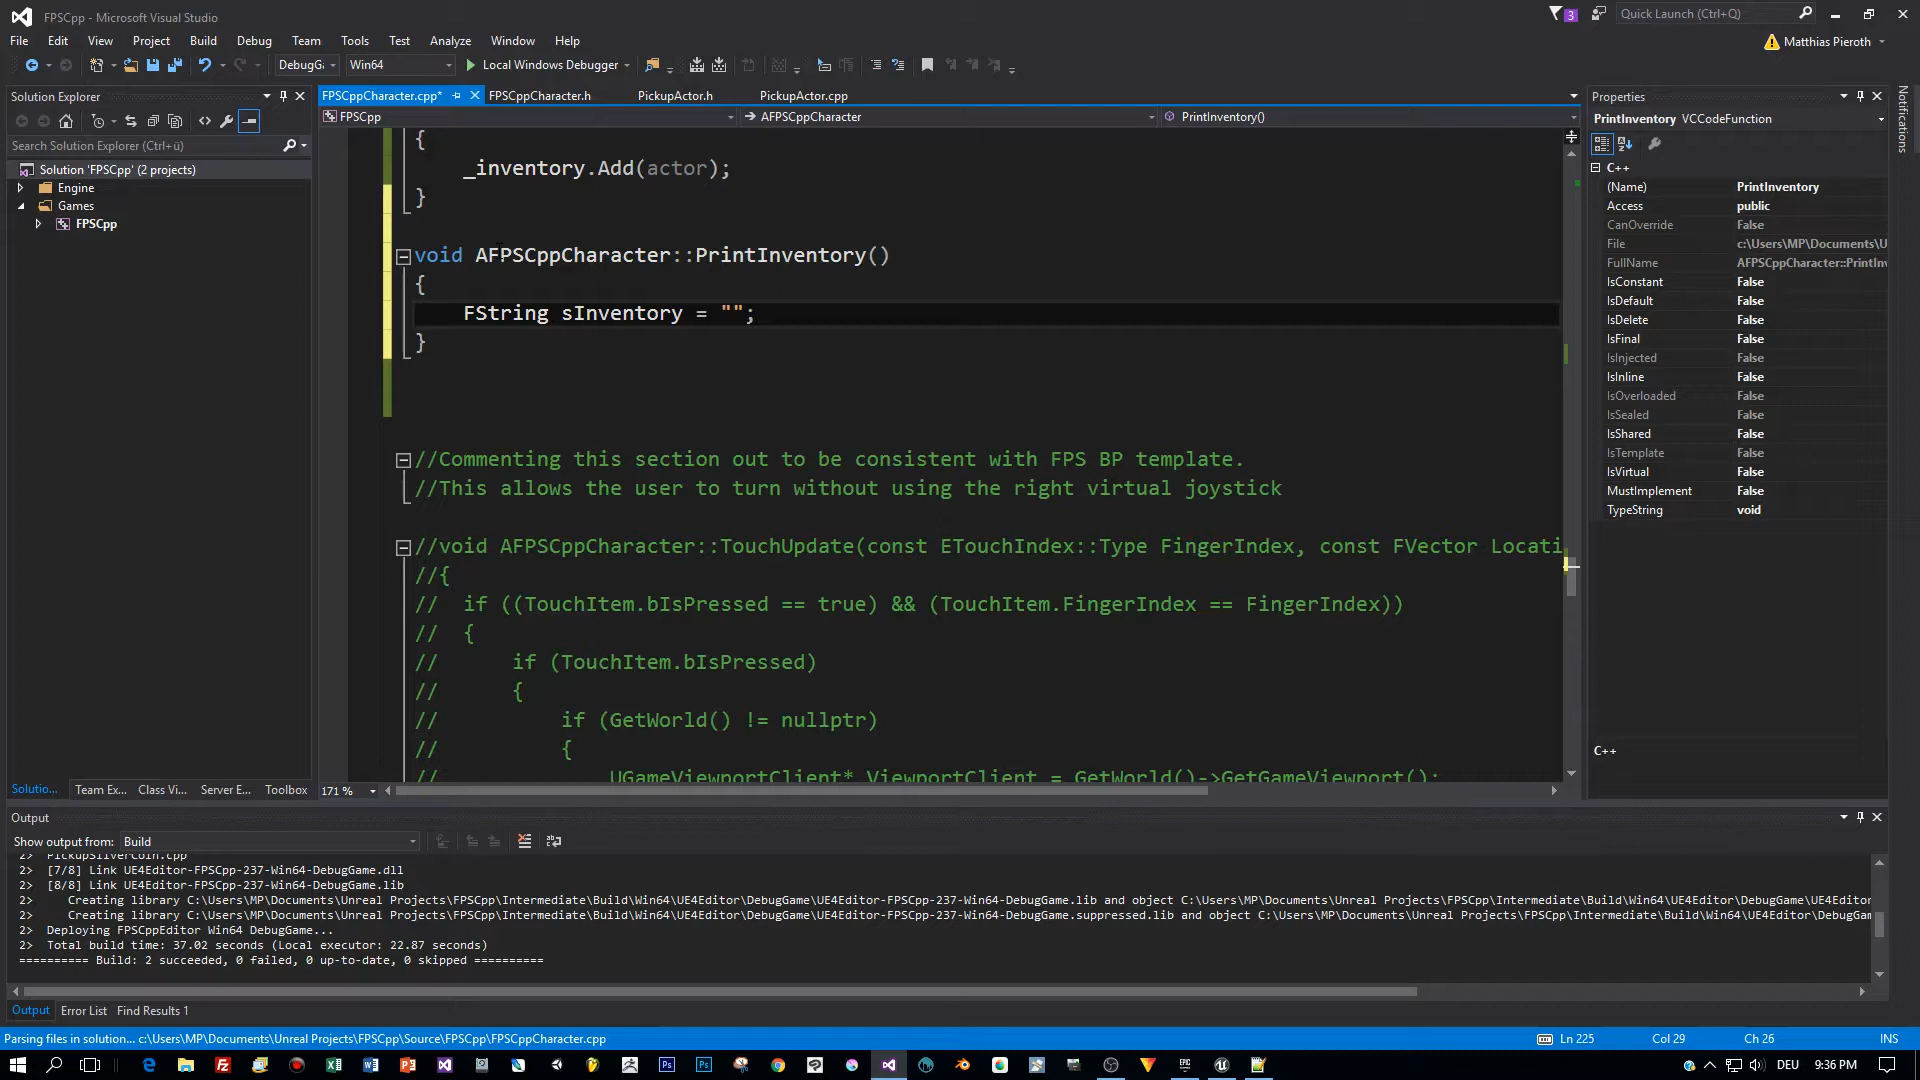 FPSCpp - Microsoft Visual Studio
3
Quick Launch (Ctrl+Q)
File Edit View Project Build Debug Team Tools Test Analyze Window Help
Matthias Pieroth
DebugG Win64 Local Windows Debugger
Solution Explorer
Search Solution Explorer (Ctrl+ü)
Solution 'FPSCpp' (2 projects)
Engine
Games
FPSCpp
Soluti... Team Ex... Class Vi... Server E... Toolbox
FPSCppCharacter.cpp* FPSCppCharacter.h PickupActor.h PickupActor.cpp
FPSCpp AFPSCppCharacter PrintInventory()
{
_inventory.Add(actor);
}
void AFPSCppCharacter::PrintInventory()
{
FString sInventory = "";
}
//Commenting this section out to be consistent with FPS BP template.
//This allows the user to turn without using the right virtual joystick
//void AFPSCppCharacter::TouchUpdate(const ETouchIndex::Type FingerIndex, const FVector Locati
//{
// if ((TouchItem.bIsPressed == true) && (TouchItem.FingerIndex == FingerIndex))
// {
// if (TouchItem.bIsPressed)
// {
// if (GetWorld() != nullptr)
// {
// UGameViewportClient* ViewportClient = GetWorld()->GetGameViewport();
171 %
Properties
PrintInventory VCCodeFunction
C++
(Name) PrintInventory
Access public
CanOverride False
File c:\Users\MP\Documents\U
FullName AFPSCppCharacter::PrintIn
IsConstant False
IsDefault False
IsDelete False
IsFinal False
IsInjected False
IsInline False
IsOverloaded False
IsSealed False
IsShared False
IsTemplate False
IsVirtual False
MustImplement False
TypeString void
C++
Notifications
Output
Show output from: Build
2> PickupSilverCoin.cpp
2> [7/8] Link UE4Editor-FPSCpp-237-Win64-DebugGame.dll
2> [8/8] Link UE4Editor-FPSCpp-237-Win64-DebugGame.lib
2> Creating library C:\Users\MP\Documents\Unreal Projects\FPSCpp\Intermediate\Build\Win64\UE4Editor\DebugGame\UE4Editor-FPSCpp-237-Win64-DebugGame.lib and object C:\Users\MP\Documents\Unreal Projects\FPSCpp\Intermediate\Build\Win64\UE4Editor\DebugGame\UE4Editor
2> Creating library C:\Users\MP\Documents\Unreal Projects\FPSCpp\Intermediate\Build\Win64\UE4Editor\DebugGame\UE4Editor-FPSCpp-237-Win64-DebugGame.suppressed.lib and object C:\Users\MP\Documents\Unreal Projects\FPSCpp\Intermediate\Build\Win64\UE4Editor\DebugGam
2> Deploying FPSCppEditor Win64 DebugGame...
2> Total build time: 37.02 seconds (Local executor: 22.87 seconds)
========== Build: 2 succeeded, 0 failed, 0 up-to-date, 0 skipped ==========
Output Error List Find Results 1
Parsing files in solution... c:\Users\MP\Documents\Unreal Projects\FPSCpp\Source\FPSCpp\FPSCppCharacter.cpp
Ln 225 Col 29 Ch 26 INS
DEU 9:36 PM